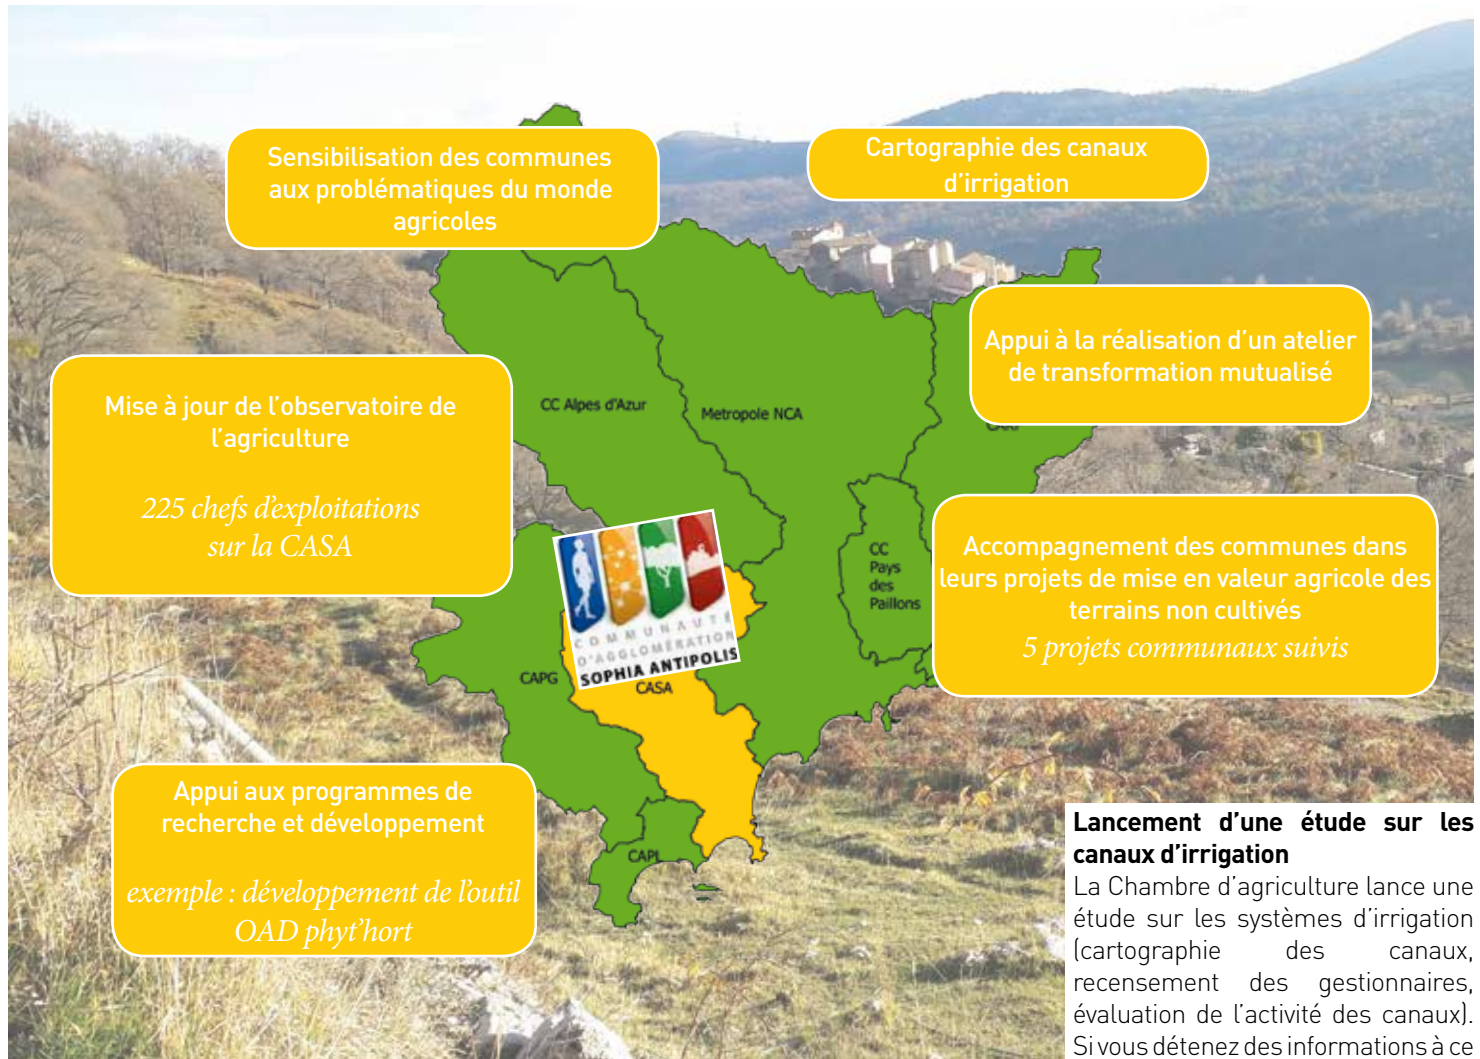 Sensibilisation des communes
aux problématiques du monde
agricoles
Cartographie des canaux
d'irrigation
Appui à la réalisation d'un atelier
de transformation mutualisé
Mise à jour de l'observatoire de
l'agriculture
225 chefs d'exploitations
sur la CASA
CC Alpes d'Azur
Metropole NCA
CC
Pays
des
Paillons
Accompagnement des communes dans
leurs projets de mise en valeur agricole des
terrains non cultivés
5 projets communaux suivis
COMMUNAUTÉ
D'AGGLOMÉRATION
SOPHIA ANTIPOLIS
CAPG
CASA
CAPL
Appui aux programmes de
recherche et développement
exemple : développement de l'outil
OAD phyt'hort
Lancement d'une étude sur les
canaux d'irrigation
La Chambre d'agriculture lance une
étude sur les systèmes d'irrigation
(cartographie des canaux,
recensement des gestionnaires,
évaluation de l'activité des canaux).
Si vous détenez des informations à ce